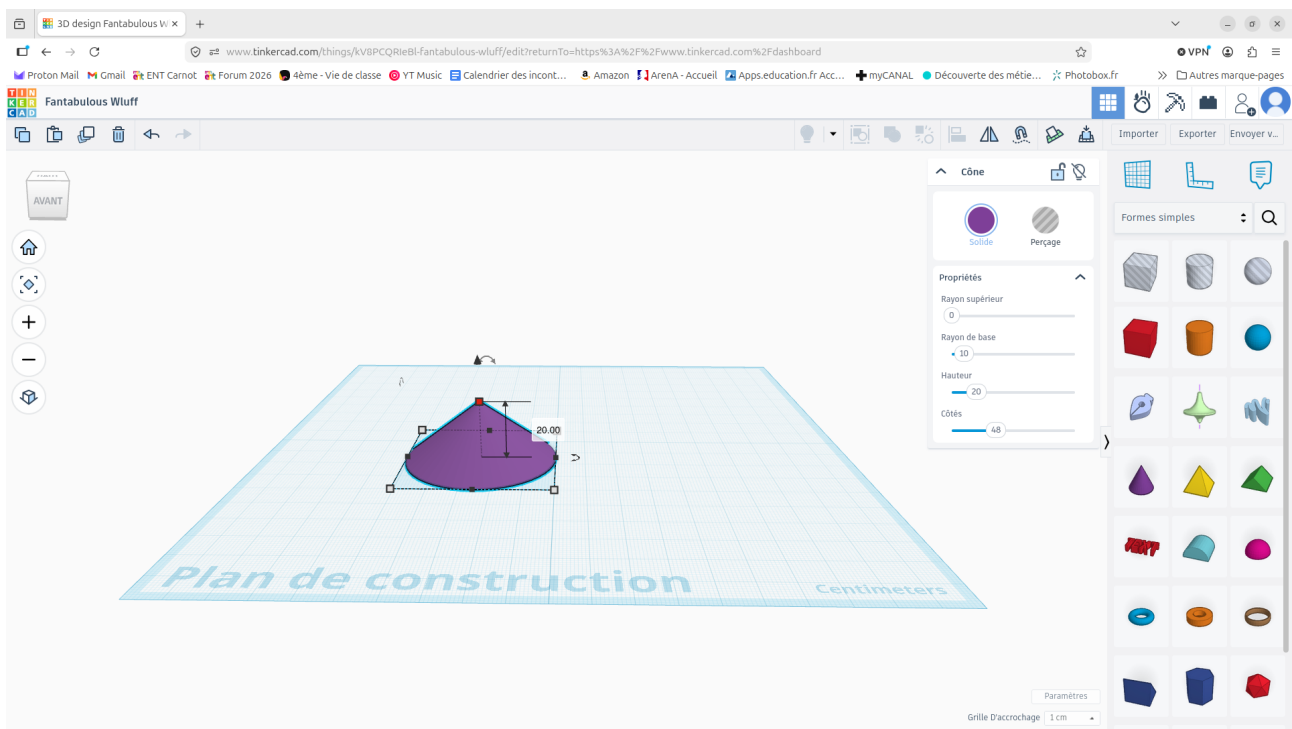 3D design Fantabulous W
www.tinkercad.com/things/kV8PCQRIeBl-fantabulous-wluff/edit?returnTo=https%3A%2F%2Fwww.tinkercad.com%2Fdashboard
VPN
Proton Mail Gmail ENT Carnot Forum 2026 4ème - Vie de classe YT Music Calendrier des incont... Amazon ArenA - Accueil Apps.education.fr Acc... myCANAL Découverte des métie... Photobox.fr Autres marque-pages
TIN
KER
CAD
Fantabulous Wluff
Importer Exporter Envoyer v...
AVANT
Cône
Solide Perçage
Propriétés
Rayon supérieur
0
Rayon de base
10
Hauteur
20
Côtés
48
Formes simples
20.00
TEXT
Plan de construction
Centimeters
Paramètres
Grille D'accrochage 1 cm